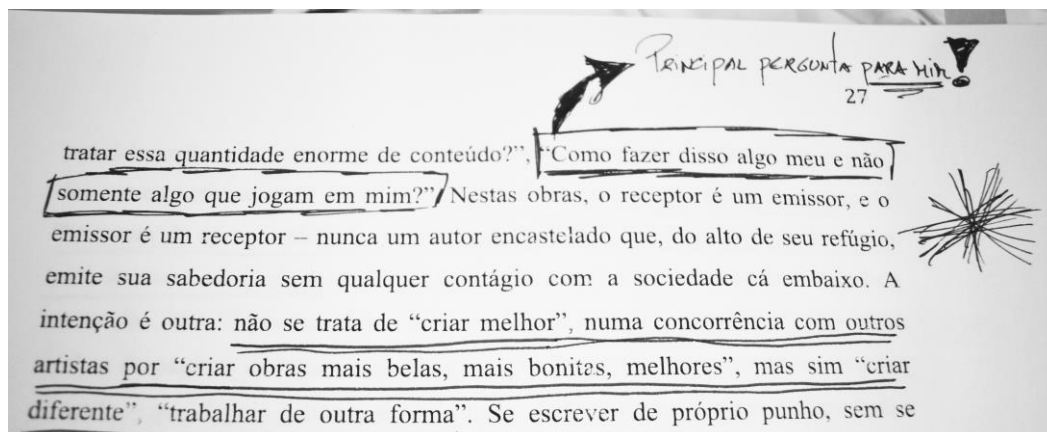 PRINCIPAL PERGUNTA PARA MIM!
27
tratar essa quantidade enorme de conteúdo?”, “Como fazer disso algo meu e não
somente algo que jogam em mim?” Nestas obras, o receptor é um emissor, e o
emissor é um receptor – nunca um autor encastelado que, do alto de seu refúgio,
emite sua sabedoria sem qualquer contágio com a sociedade cá embaixo. A
intenção é outra: não se trata de “criar melhor”, numa concorrência com outros
artistas por “criar obras mais belas, mais bonitas, melhores”, mas sim “criar
diferente”, “trabalhar de outra forma”. Se escrever de próprio punho, sem se